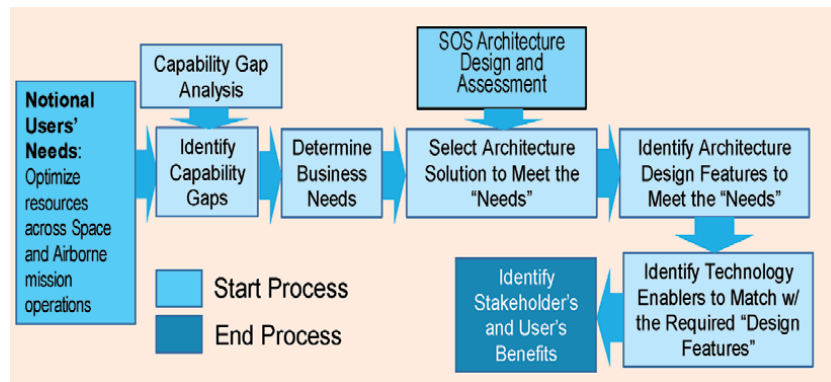 Notional
Users'
Needs:
Optimize
resources
across Space
and Airborne
mission
operations
Capability Gap
Analysis
Identify
Capability
Gaps
Determine
Business
Needs
SOS Architecture
Design and
Assessment
Select Architecture
Solution to Meet the
“Needs”
Identify Architecture
Design Features to
Meet the “Needs”
Identify Technology
Enablers to Match w/
the Required “Design
Features”
Identify
Stakeholder's
and User's
Benefits
Start Process
End Process